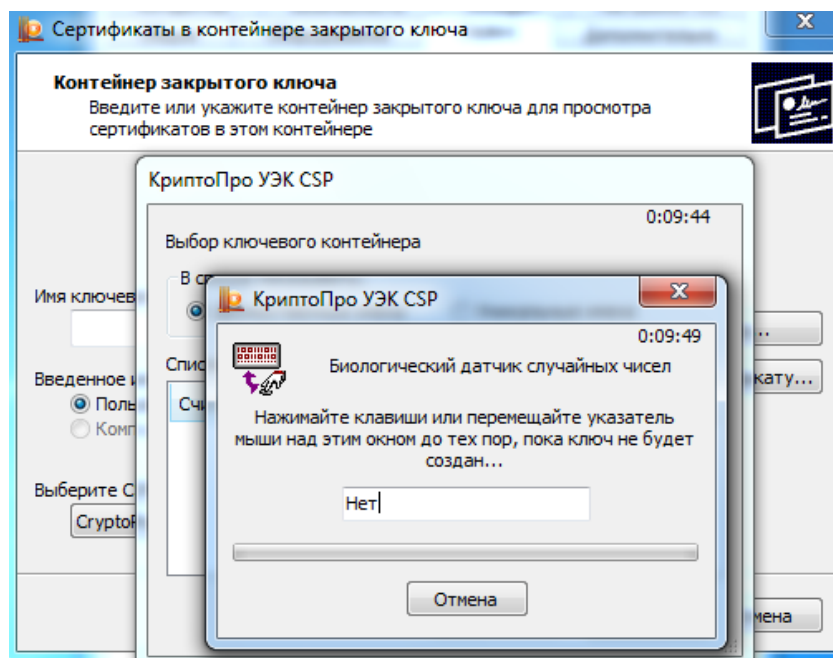 Сертификаты в контейнере закрытого ключа
Контейнер закрытого ключа
Введите или укажите контейнер закрытого ключа для просмотра
сертификатов в этом контейнере
КриптоПро УЭК CSP
0:09:44
Выбор ключевого контейнера
В
КриптоПро УЭК CSP
0:09:49
Биологический датчик случайных чисел
Нажимайте клавиши или перемещайте указатель
мыши над этим окном до тех пор, пока ключ не будет
создан...
Нет
Отмена
Имя ключев
..
Спис
Введенное и
кату...
Поль
Счи
Комп
Выберите C
CryptoP
мена